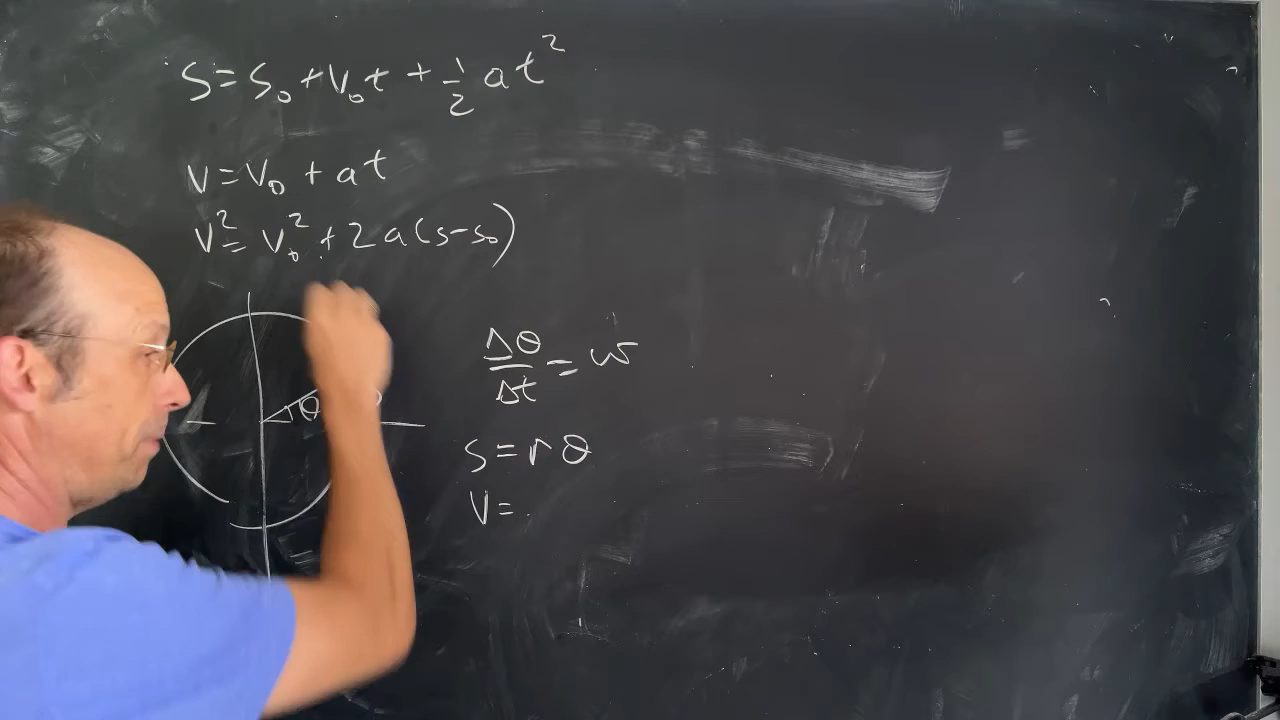 S = S₀ + V₀t + ½ at²
V = V₀ + at
V² = V₀² + 2a(s-s₀)
Δθ/Δt = ω
θ
s = rθ
V =